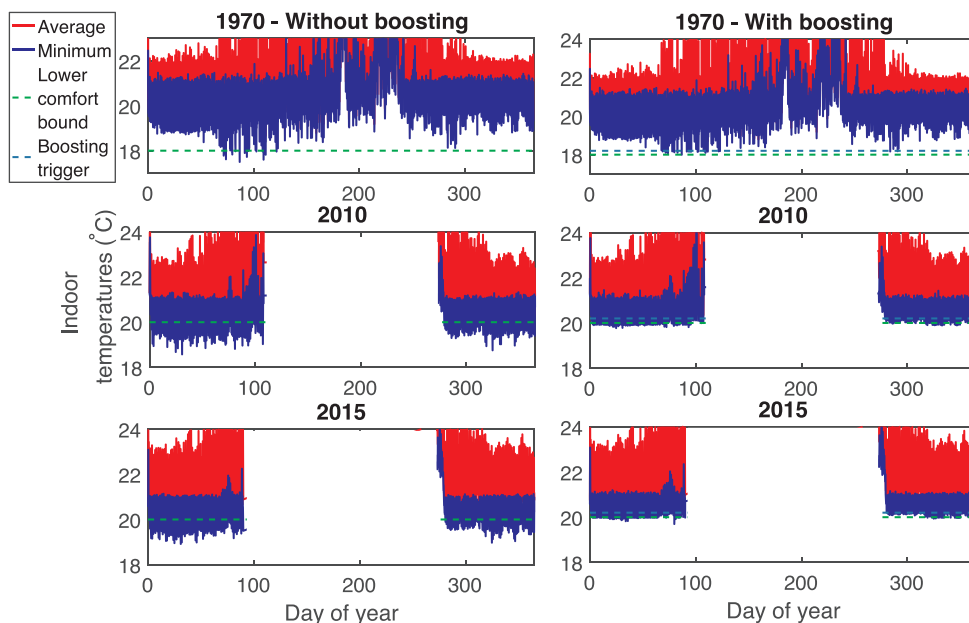 Average
Minimum
Lower
comfort
bound
Boosting
trigger
1970 - Without boosting
22
20
18
0 100 200 300
1970 - With boosting
24
22
20
18
0 100 200 300
Indoor
temperatures (°C)
2010
24
22
20
18
0 100 200 300
2010
24
22
20
18
0 100 200 300
2015
24
22
20
18
0 100 200 300
Day of year
2015
24
22
20
18
0 100 200 300
Day of year